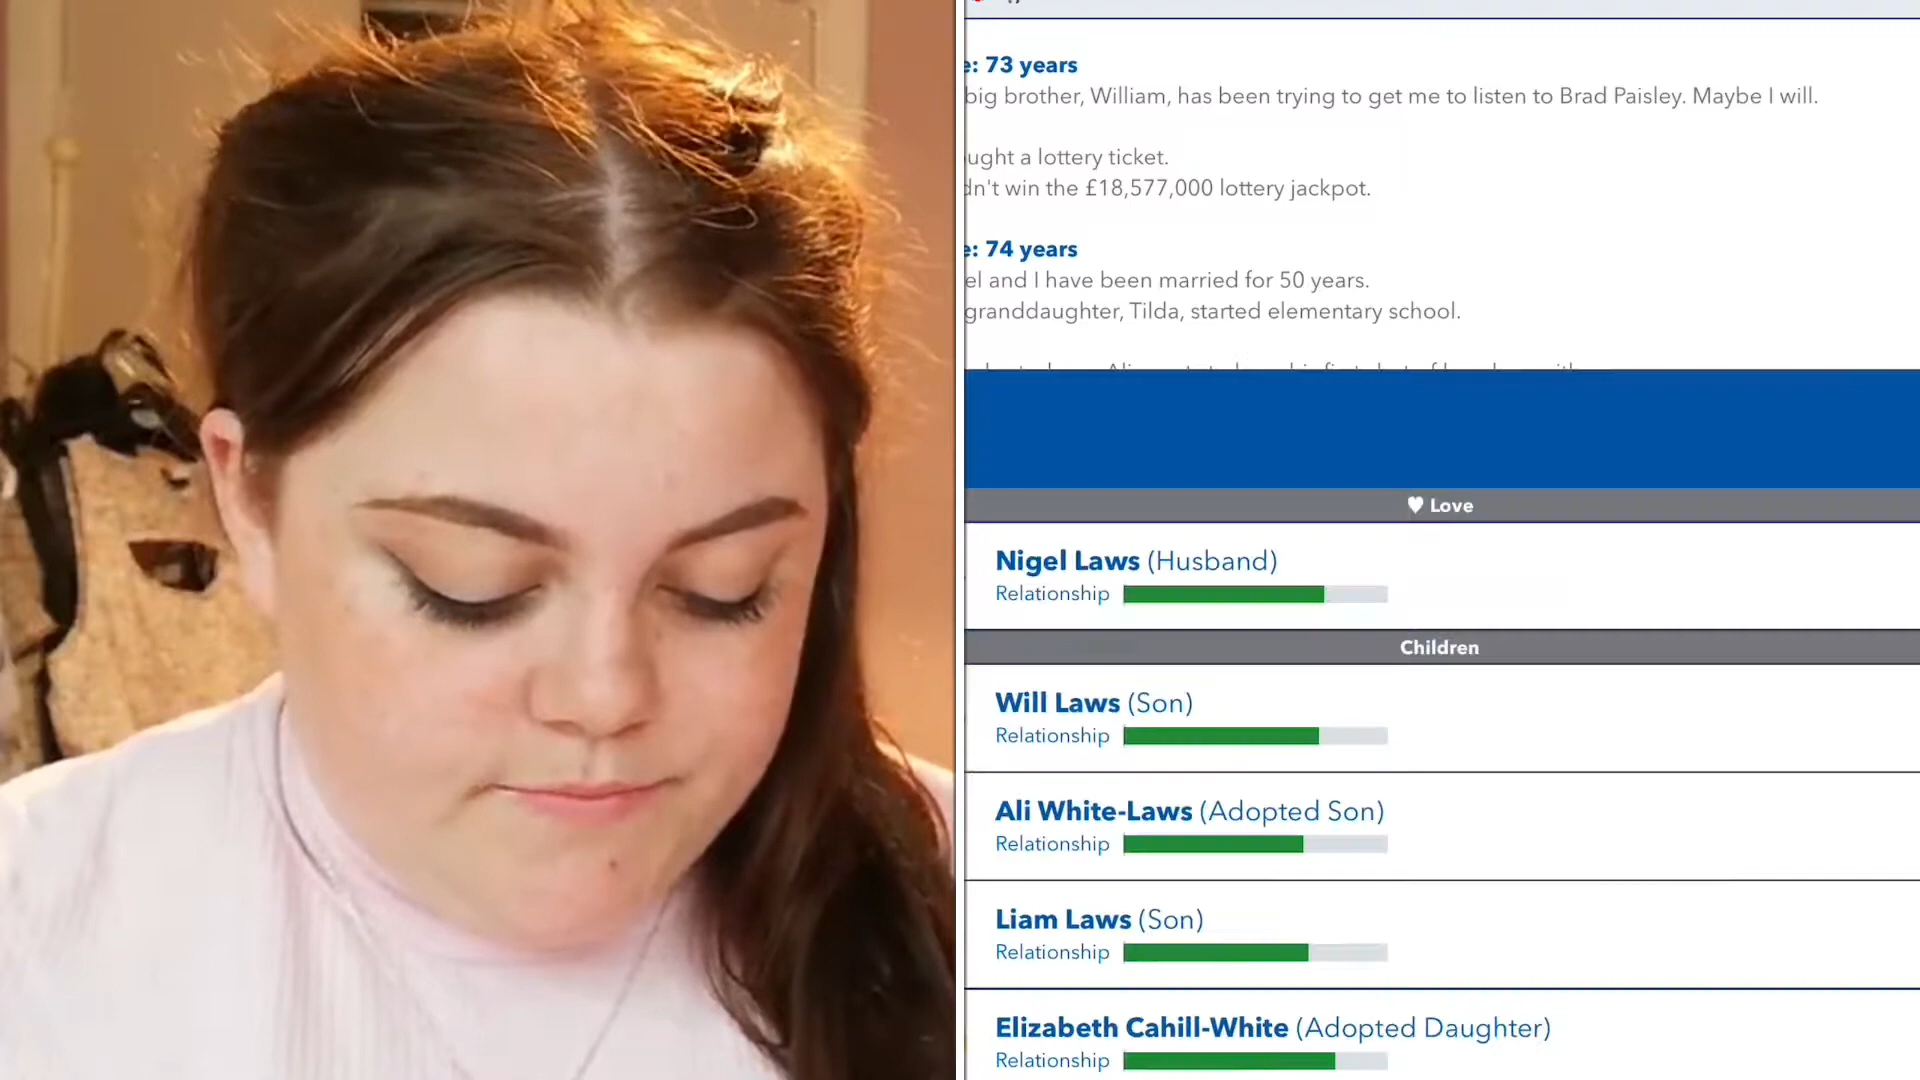 e: 73 years
big brother, William, has been trying to get me to listen to Brad Paisley. Maybe I will.
ught a lottery ticket.
dn't win the £18,577,000 lottery jackpot.
e: 74 years
el and I have been married for 50 years.
granddaughter, Tilda, started elementary school.
Love
Nigel Laws (Husband)
Relationship
Children
Will Laws (Son)
Relationship
Ali White-Laws (Adopted Son)
Relationship
Liam Laws (Son)
Relationship
Elizabeth Cahill-White (Adopted Daughter)
Relationship